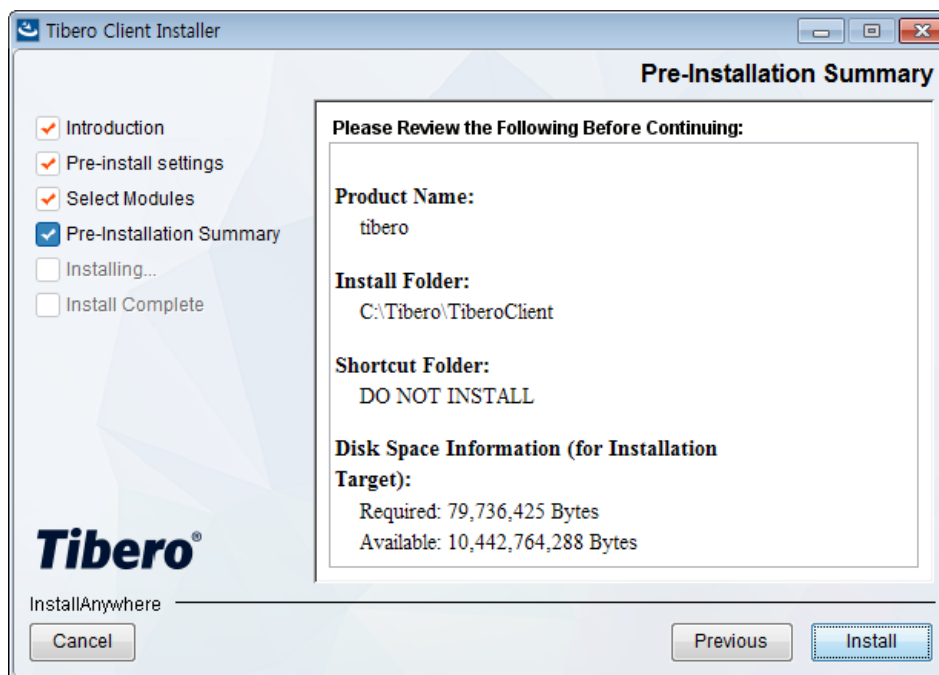 Tibero Client Installer
Pre-Installation Summary
Introduction
Pre-install settings
Select Modules
Pre-Installation Summary
Installing...
Install Complete
Please Review the Following Before Continuing:
Product Name:
tibero
Install Folder:
C:\Tibero\TiberoClient
Shortcut Folder:
DO NOT INSTALL
Disk Space Information (for Installation
Target):
Required: 79,736,425 Bytes
Available: 10,442,764,288 Bytes
Tibero®
InstallAnywhere
Cancel
Previous
Install